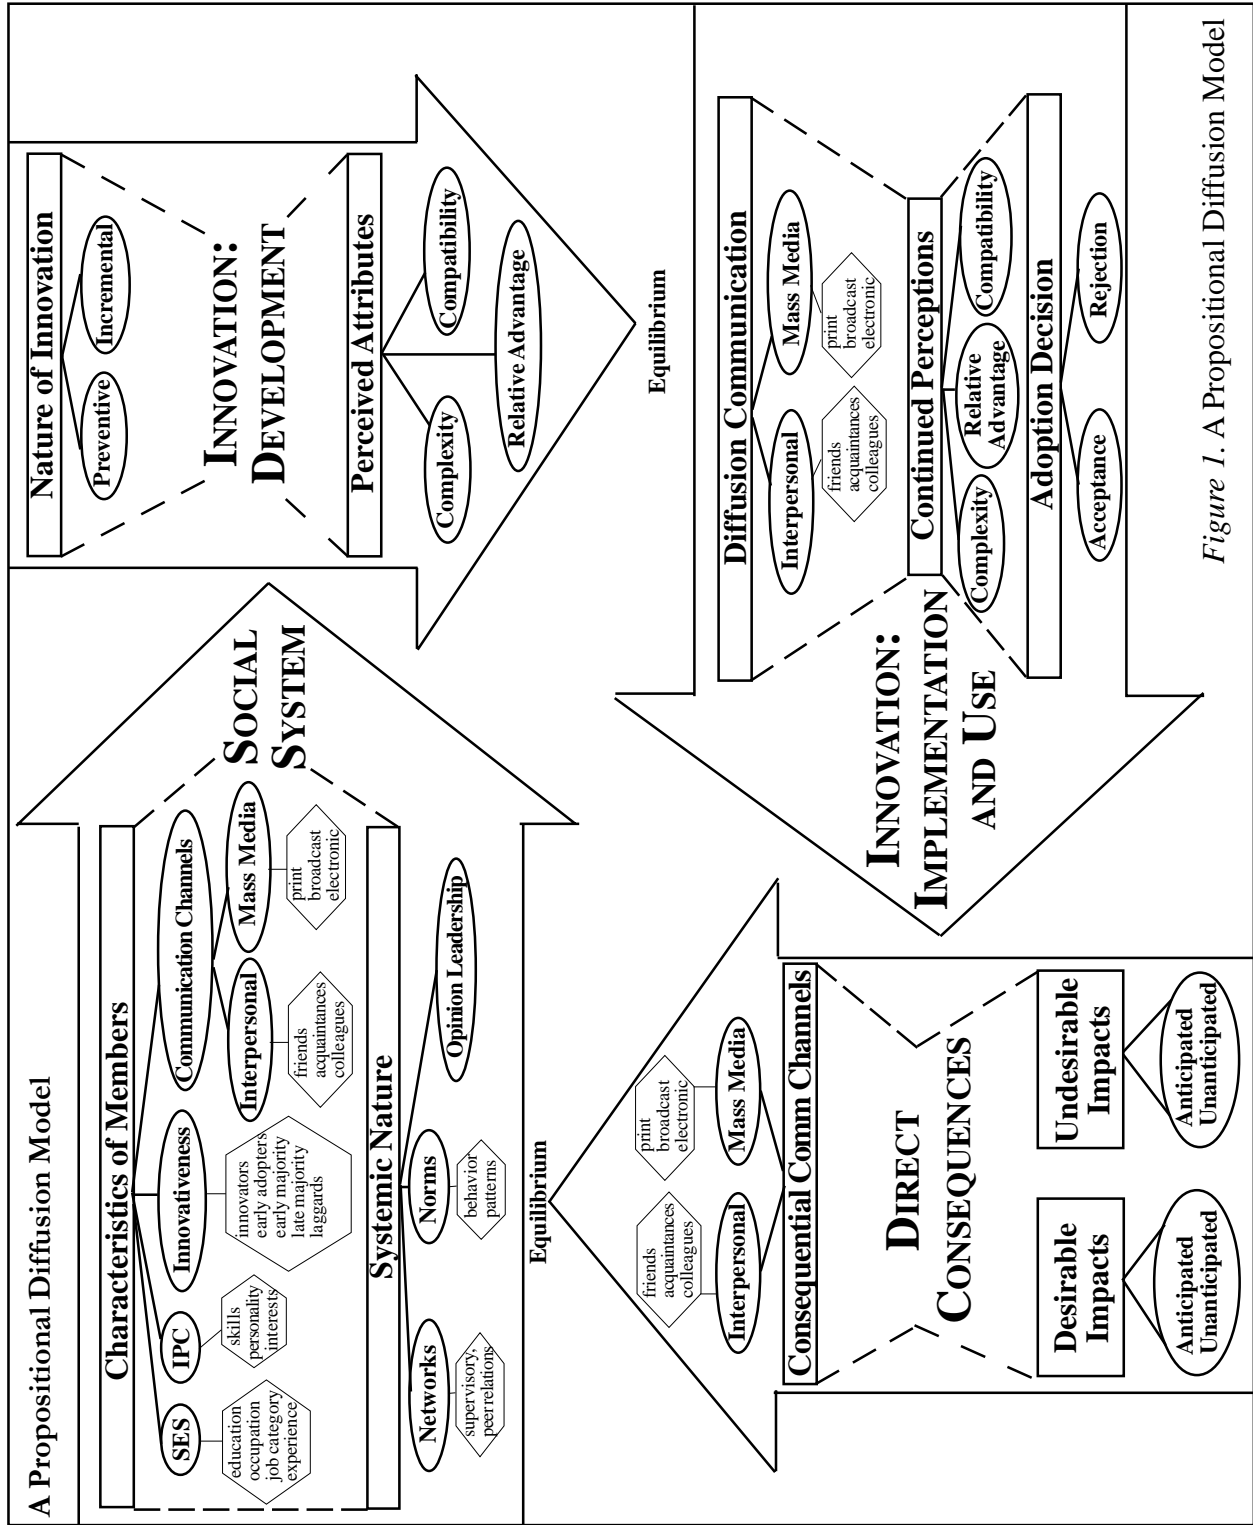 A Propositional Diffusion Model
Characteristics of Members
SES
IPC
Innovativeness
Communication Channels
education
occupation
job category
experience
skills
personality
interests
innovators
early adopters
early majority
late majority
laggards
Interpersonal
Mass Media
friends
acquaintances
colleagues
print
broadcast
electronic
SOCIAL
SYSTEM
Systemic Nature
Networks
Norms
Opinion Leadership
supervisory,
peerrelations
behavior
patterns
Equilibrium
Nature of Innovation
Preventive
Incremental
INNOVATION:
DEVELOPMENT
Perceived Attributes
Complexity
Compatibility
Relative Advantage
Equilibrium
Diffusion Communication
Interpersonal
Mass Media
friends
acquaintances
colleagues
print
broadcast
electronic
Continued Perceptions
Complexity
Relative
Advantage
Compatibility
Adoption Decision
Acceptance
Rejection
INNOVATION:
IMPLEMENTATION
AND USE
friends
acquaintances
colleagues
print
broadcast
electronic
Interpersonal
Mass Media
Consequential Comm Channels
DIRECT
CONSEQUENCES
Desirable
Impacts
Undesirable
Impacts
Anticipated
Unanticipated
Anticipated
Unanticipated
Figure 1. A Propositional Diffusion Model